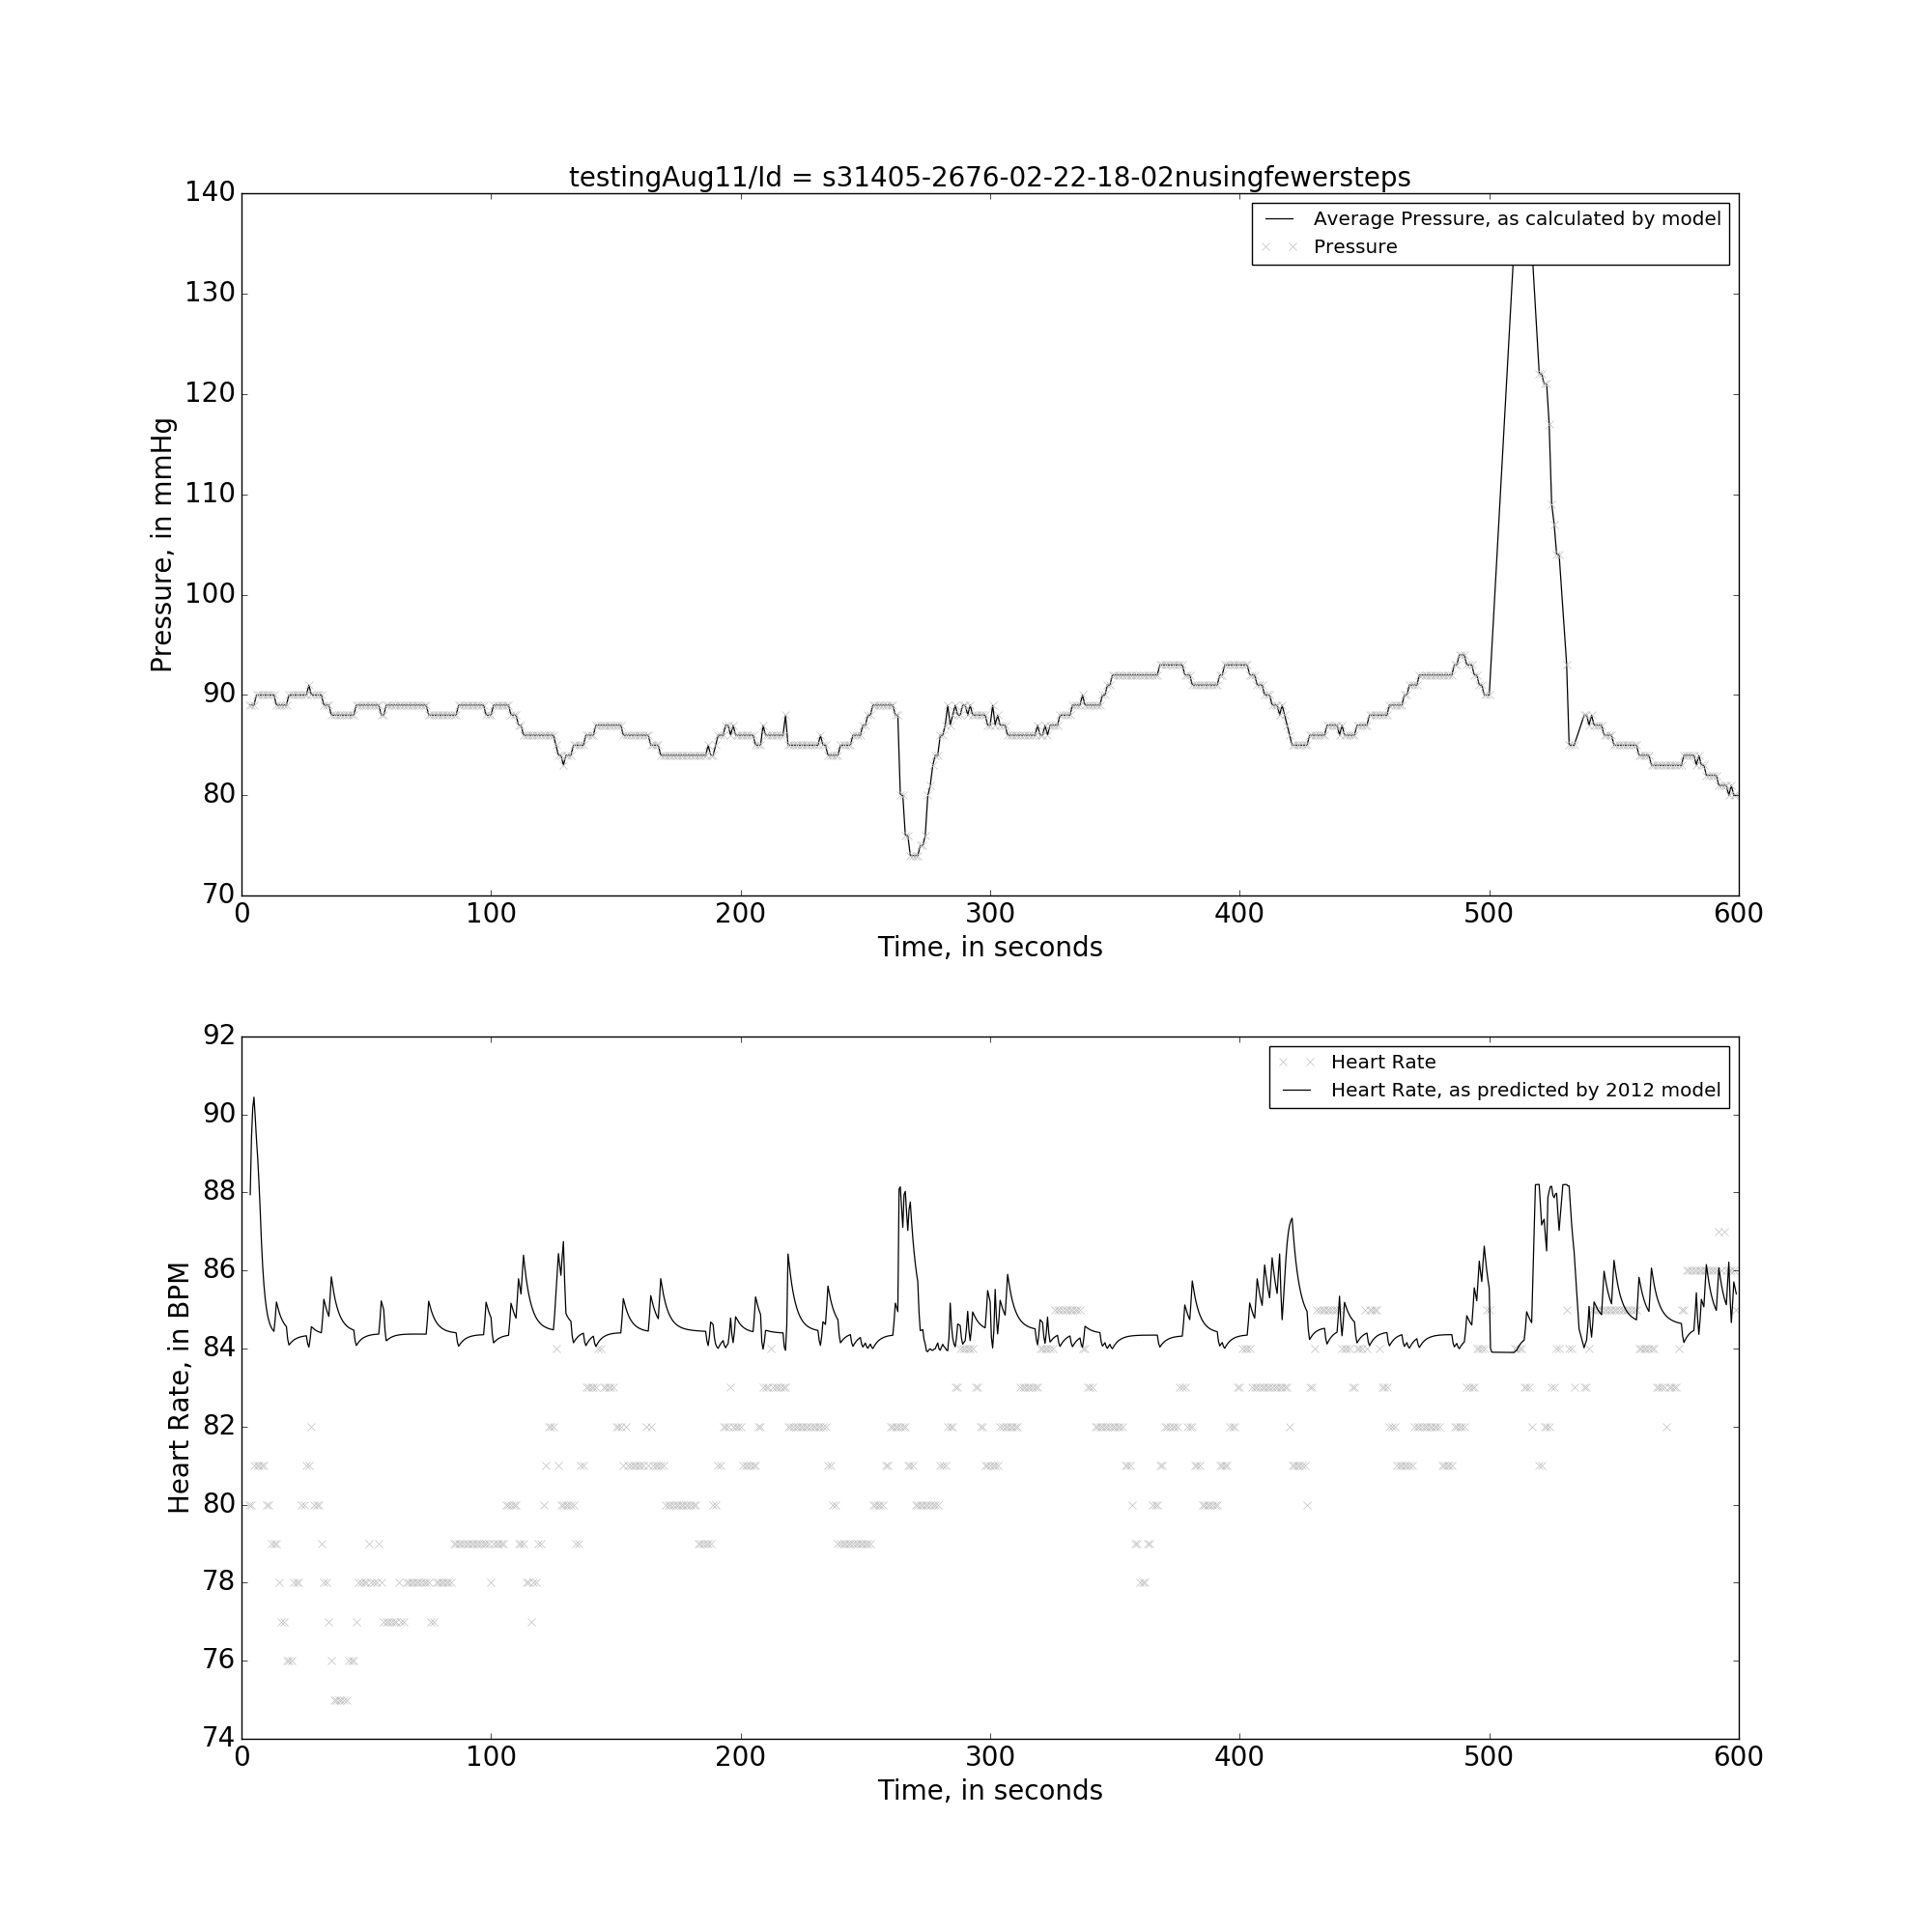 testingAug11/Id = s31405-2676-02-22-18-02nusingfewersteps
140
130
120
110
100
90
80
70
Pressure, in mmHg
Average Pressure, as calculated by model
Pressure
0 100 200 300 400 500 600
Time, in seconds
92
90
88
86
84
82
80
78
76
74
Heart Rate, in BPM
Heart Rate
Heart Rate, as predicted by 2012 model
0 100 200 300 400 500 600
Time, in seconds